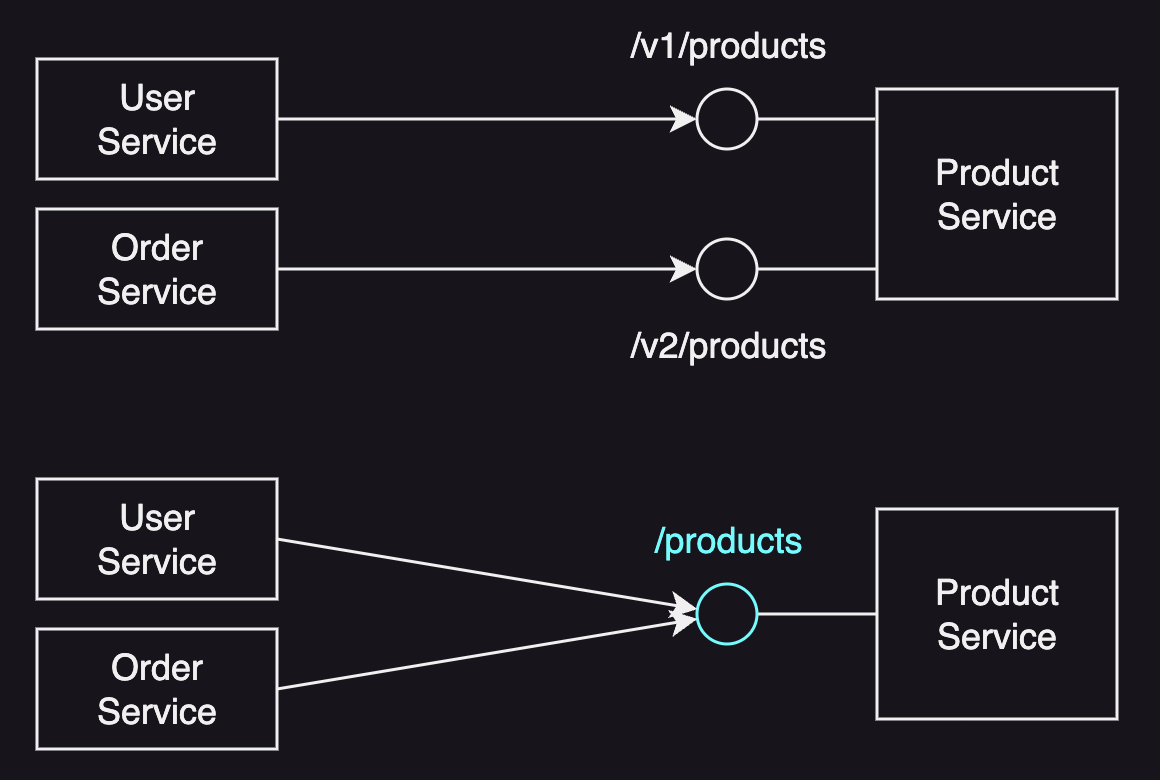 /v1/products
User
Service
Product
Service
Order
Service
/v2/products
User
Service
/products
Product
Service
Order
Service